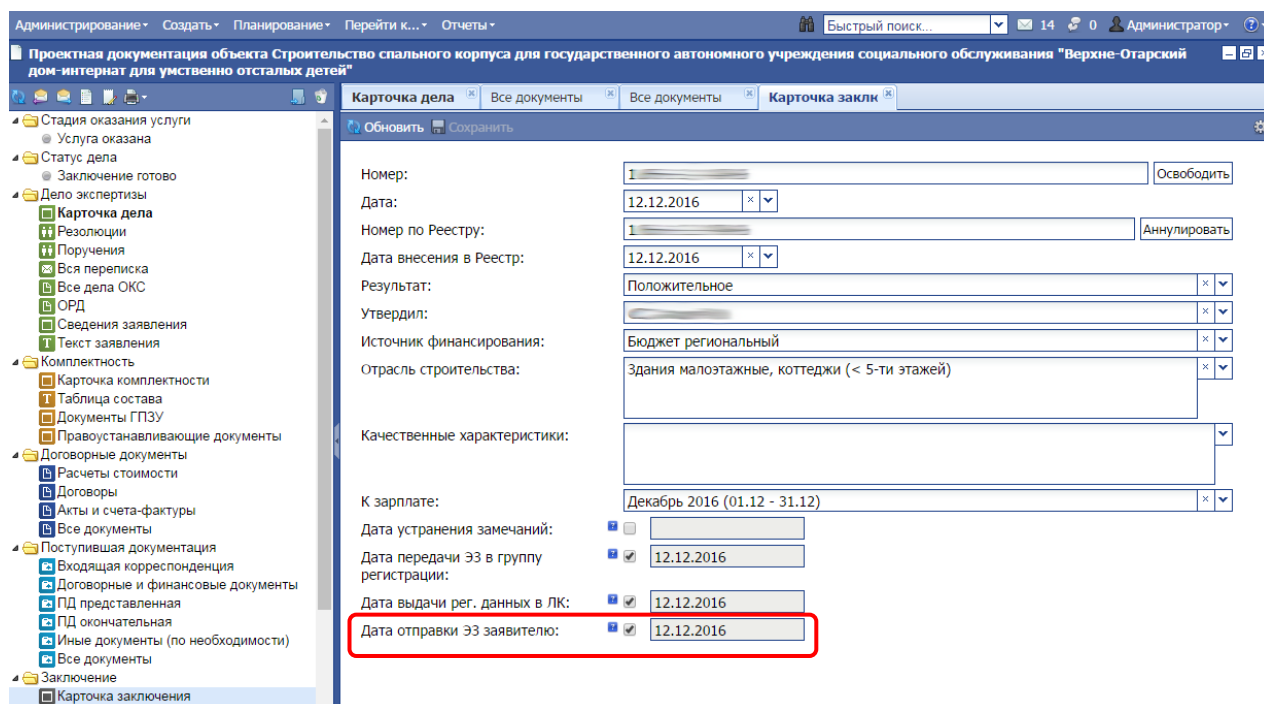 Администрирование Создать Планирование Перейти к... Отчеты Быстрый поиск... 14 0 Администратор
Проектная документация объекта Строительство спального корпуса для государственного автономного учреждения социального обслуживания "Верхне-Отарский
дом-интернат для умственно отсталых детей"
Карточка дела Все документы Все документы Карточка заклю
Обновить Сохранить
Стадия оказания услуги
Услуга оказана
Статус дела
Заключение готово
Дело экспертизы
Карточка дела
Резолюции
Поручения
Вся переписка
Все дела ОКС
ОРД
Сведения заявления
Текст заявления
Комплектность
Карточка комплектности
Таблица состава
Документы ГПЗУ
Правоустанавливающие документы
Договорные документы
Расчеты стоимости
Договоры
Акты и счета-фактуры
Все документы
Поступившая документация
Входящая корреспонденция
Договорные и финансовые документы
ПД представленная
ПД окончательная
Иные документы (по необходимости)
Все документы
Заключение
Карточка заключения
Номер: 1 Освободить
Дата: 12.12.2016
Номер по Реестру: 1 Аннулировать
Дата внесения в Реестр: 12.12.2016
Результат: Положительное
Утвердил:
Источник финансирования: Бюджет региональный
Отрасль строительства: Здания малоэтажные, коттеджи (< 5-ти этажей)
Качественные характеристики:
К зарплате: Декабрь 2016 (01.12 - 31.12)
Дата устранения замечаний:
Дата передачи ЭЗ в группу 12.12.2016
регистрации:
Дата выдачи рег. данных в ЛК: 12.12.2016
Дата отправки ЭЗ заявителю: 12.12.2016